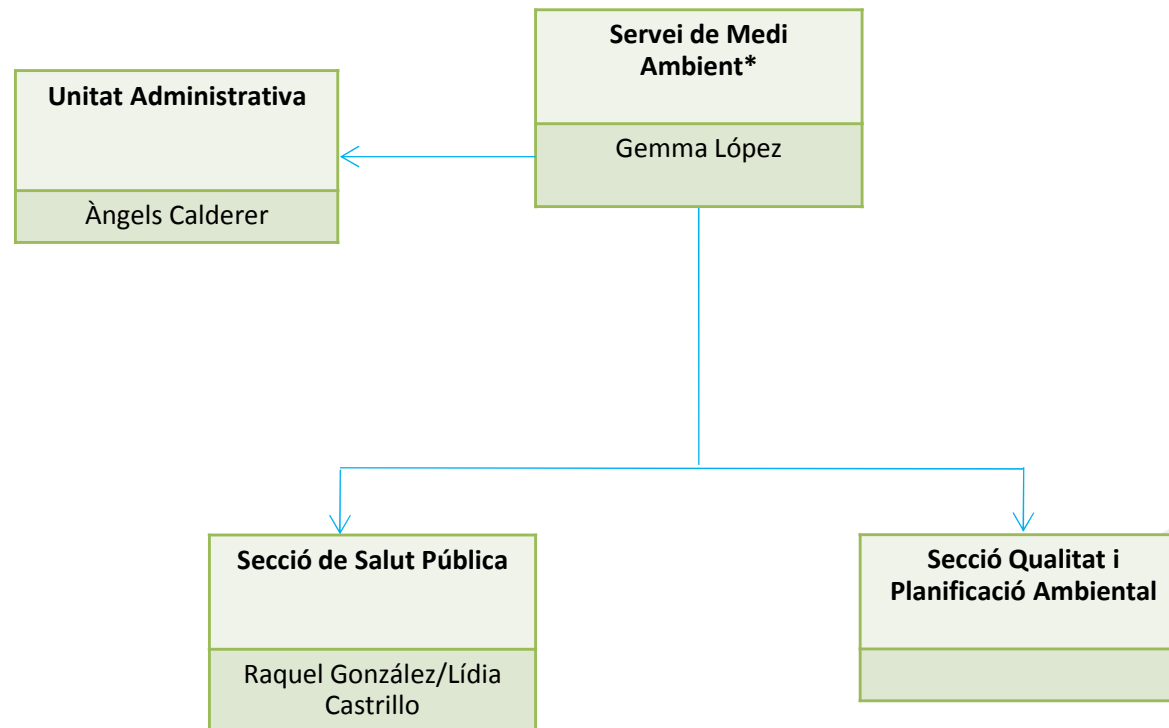 Servei de Medi
Ambient*
Gemma López
Unitat Administrativa
Àngels Calderer
Secció de Salut Pública
Raquel González/Lídia
Castrillo
Secció Qualitat i
Planificació Ambiental